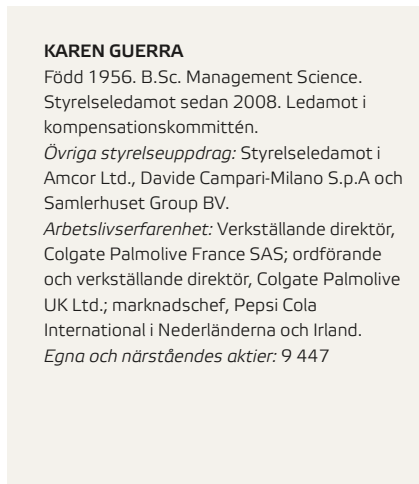 KAREN GUERRA
Född 1956. B.Sc. Management Science.
Styrelseledamot sedan 2008. Ledamot i
kompensationskommittén.
Övriga styrelseuppdrag: Styrelseledamot i
Amcor Ltd., Davide Campari-Milano S.p.A och
Samlerhuset Group BV.
Arbetslivserfarenhet: Verkställande direktör,
Colgate Palmolive France SAS; ordförande
och verkställande direktör, Colgate Palmolive
UK Ltd.; marknadschef, Pepsi Cola
International i Nederländerna och Irland.
Egna och närståendes aktier: 9 447